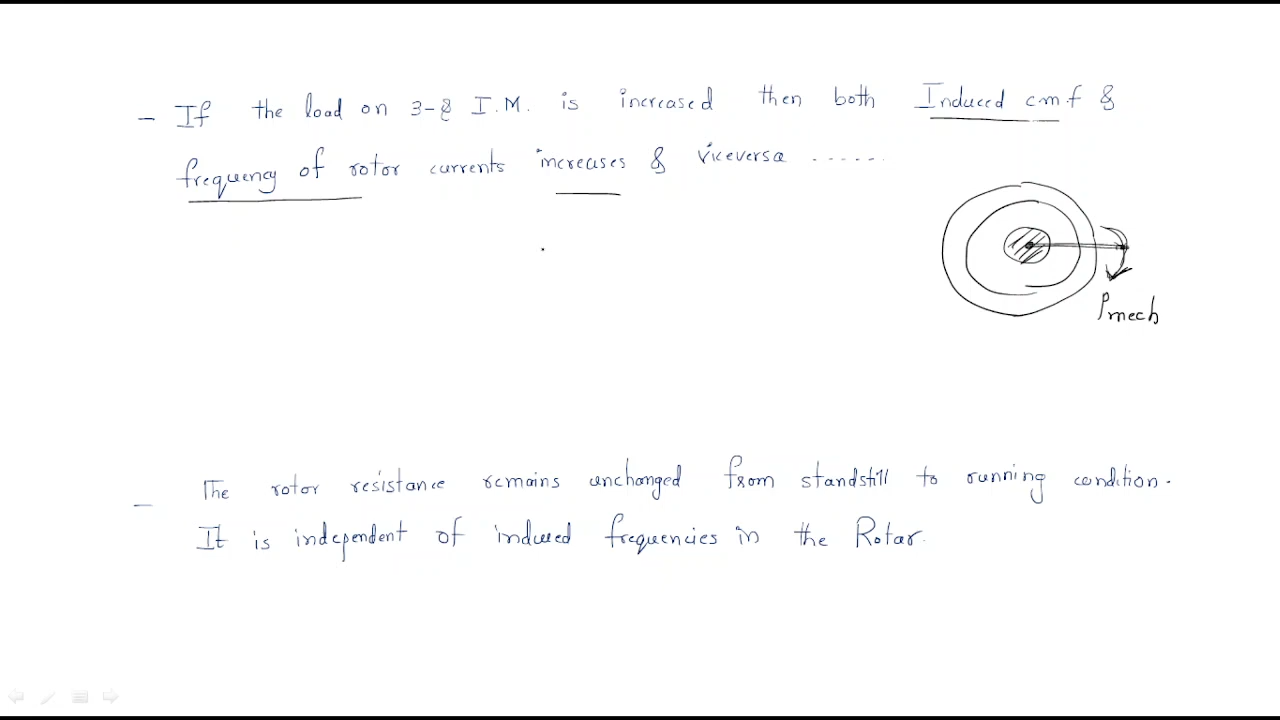 - If the load on 3-ϕ I.M. is increased then both Induced emf &
frequency of rotor currents increases & viceversa ......
Pmech
- The rotor resistance remains unchanged from standstill to running condition.
It is independent of induced frequencies in the Rotor.